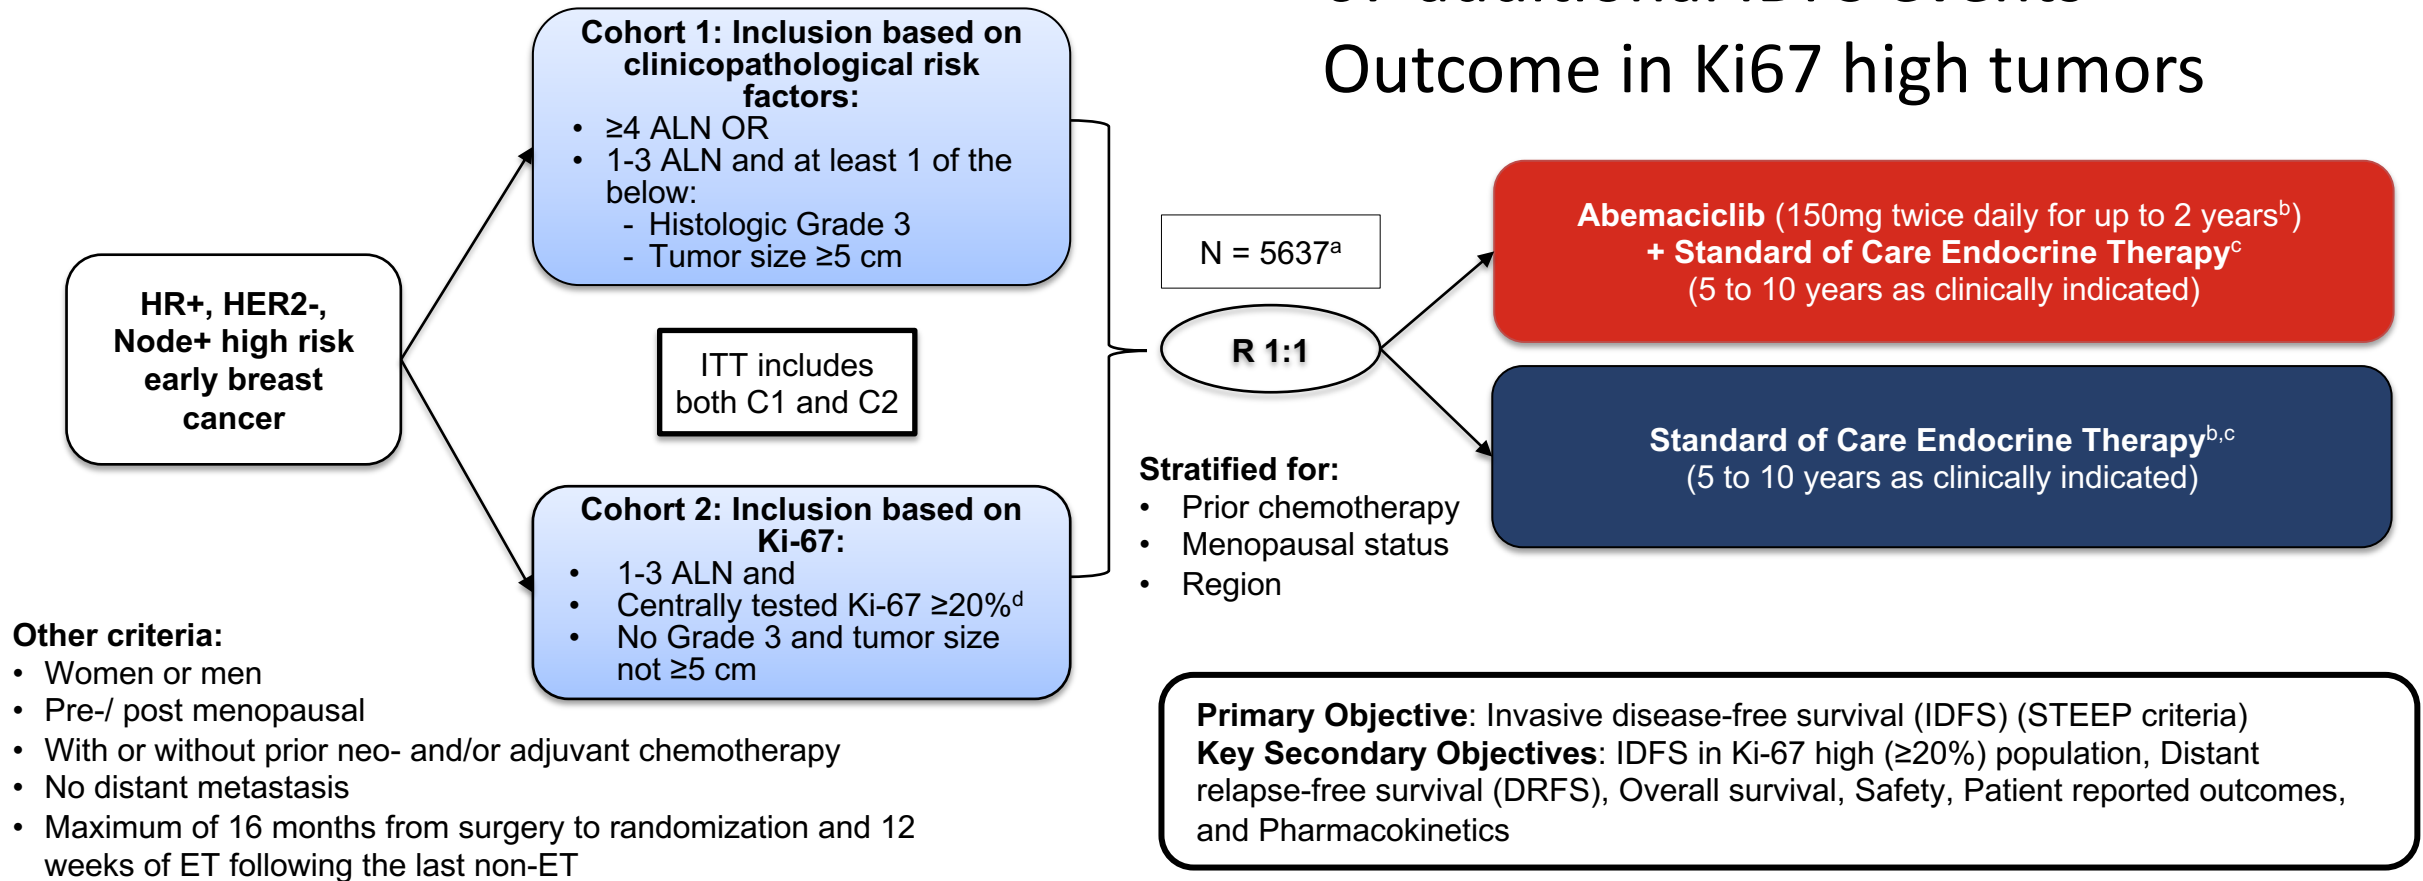 Outcome in Ki67 high tumors
HR+, HER2-,
Node+ high risk
early breast
cancer
Cohort 1: Inclusion based on
clinicopathological risk
factors:
• ≥4 ALN OR
• 1-3 ALN and at least 1 of the
below:
- Histologic Grade 3
- Tumor size ≥5 cm
ITT includes
both C1 and C2
Cohort 2: Inclusion based on
Ki-67:
• 1-3 ALN and
• Centrally tested Ki-67 ≥20%d
• No Grade 3 and tumor size
not ≥5 cm
Other criteria:
• Women or men
• Pre-/ post menopausal
• With or without prior neo- and/or adjuvant chemotherapy
• No distant metastasis
• Maximum of 16 months from surgery to randomization and 12
weeks of ET following the last non-ET
N = 5637a
R 1:1
Stratified for:
• Prior chemotherapy
• Menopausal status
• Region
Abemaciclib (150mg twice daily for up to 2 yearsb)
+ Standard of Care Endocrine Therapyc
(5 to 10 years as clinically indicated)
Standard of Care Endocrine Therapyb,c
(5 to 10 years as clinically indicated)
Primary Objective: Invasive disease-free survival (IDFS) (STEEP criteria)
Key Secondary Objectives: IDFS in Ki-67 high (≥20%) population, Distant
relapse-free survival (DRFS), Overall survival, Safety, Patient reported outcomes,
and Pharmacokinetics